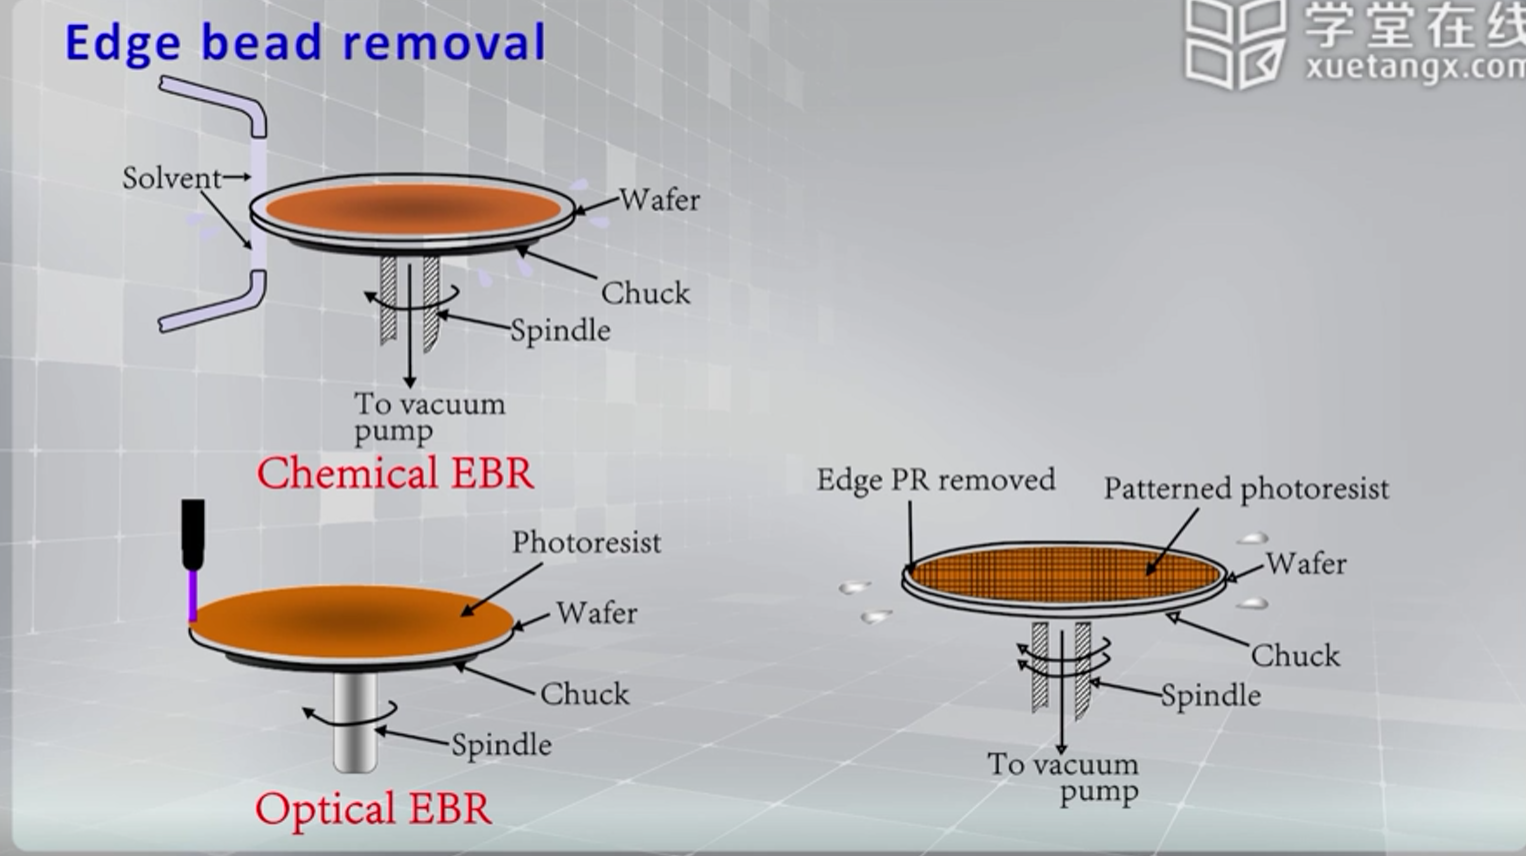 Edge bead removal
学堂在线
xuetangx.com
Solvent
Wafer
Chuck
Spindle
To vacuum
pump
Chemical EBR
Photoresist
Wafer
Chuck
Spindle
Optical EBR
Edge PR removed
Patterned photoresist
Wafer
Chuck
Spindle
To vacuum
pump